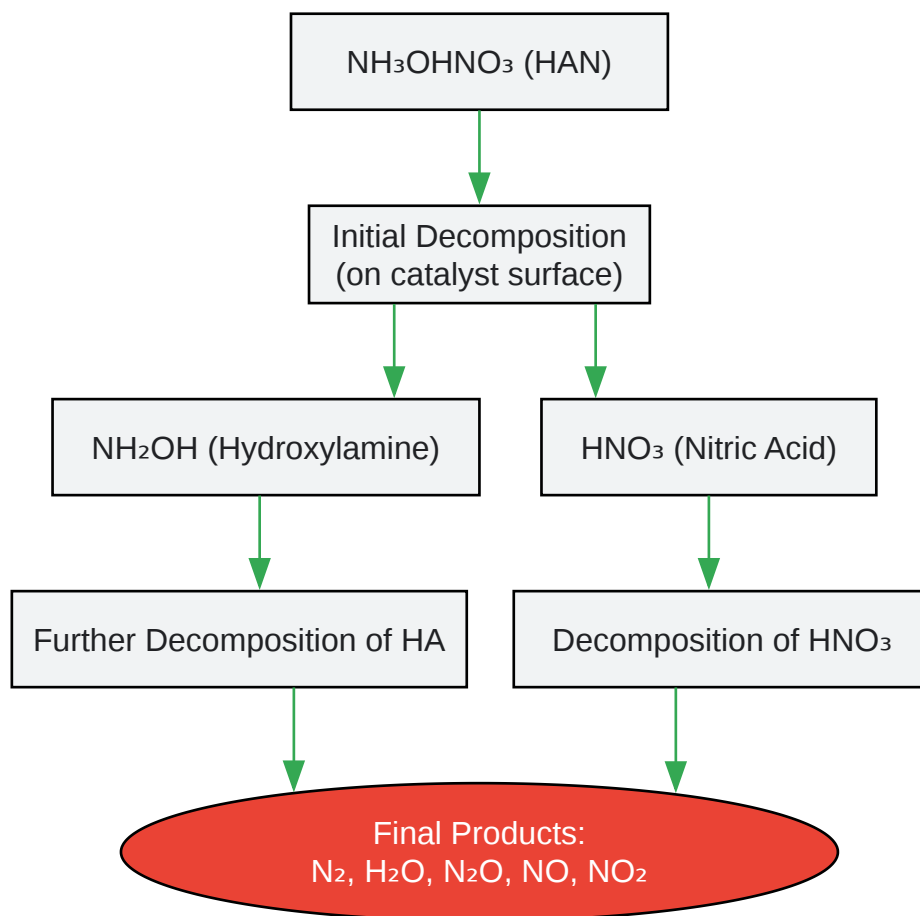 NH₃OHNO₃ (HAN)
Initial Decomposition
(on catalyst surface)
NH₂OH (Hydroxylamine)
HNO₃ (Nitric Acid)
Further Decomposition of HA
Decomposition of HNO₃
Final Products:
N₂, H₂O, N₂O, NO, NO₂